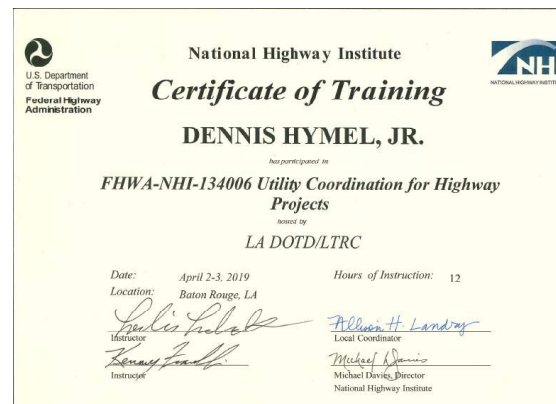 U.S. Department
of Transportation
Federal Highway
Administration
National Highway Institute
NH
NATIONAL HIGHWAY INSTIT
Certificate of Training
DENNIS HYMEL, JR.
has participated in
FHWA-NHI-134006 Utility Coordination for Highway
Projects
hosted by
LA DOTD/LTRC
Date: April 2-3, 2019
Hours of Instruction: 12
Location: Baton Rouge, LA
Instructor
Allison H. Landry
Local Coordinator
Kenny
Instructor
Michael Davies
Michael Davies, Director
National Highway Institute